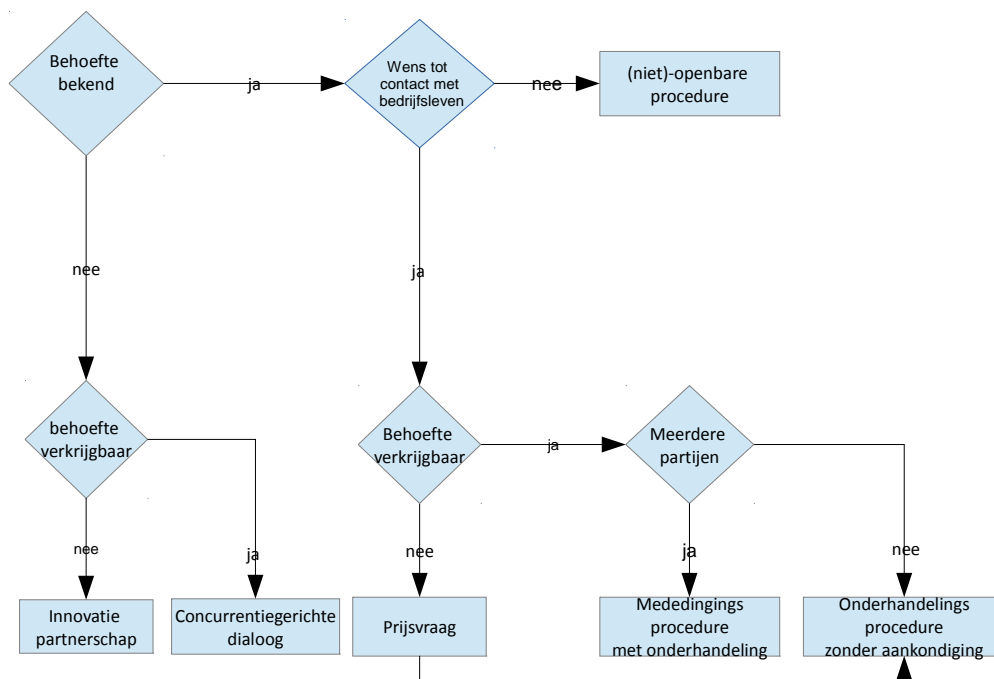 Behoefte
bekend
ja
Wens tot
contact met
bedrijfsleven
nee
(niet)-openbare
procedure
nee
ja
behoefte
verkrijgbaar
Behoefte
verkrijgbaar
ja
Meerdere
partijen
nee
ja
nee
ja
nee
Innovatie
partnerschap
Concurrentiegerichte
dialoog
Prijsvraag
Mededingings
procedure
met onderhandeling
Onderhandelings
procedure
zonder aankondiging